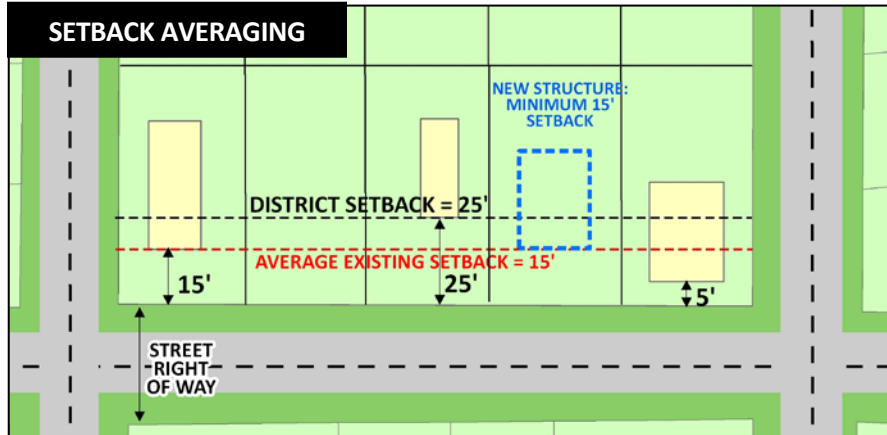 SETBACK AVERAGING
NEW STRUCTURE:
MINIMUM 15'
SETBACK
DISTRICT SETBACK = 25'
AVERAGE EXISTING SETBACK = 15'
15'
25'
5'
STREET
RIGHT
OF WAY